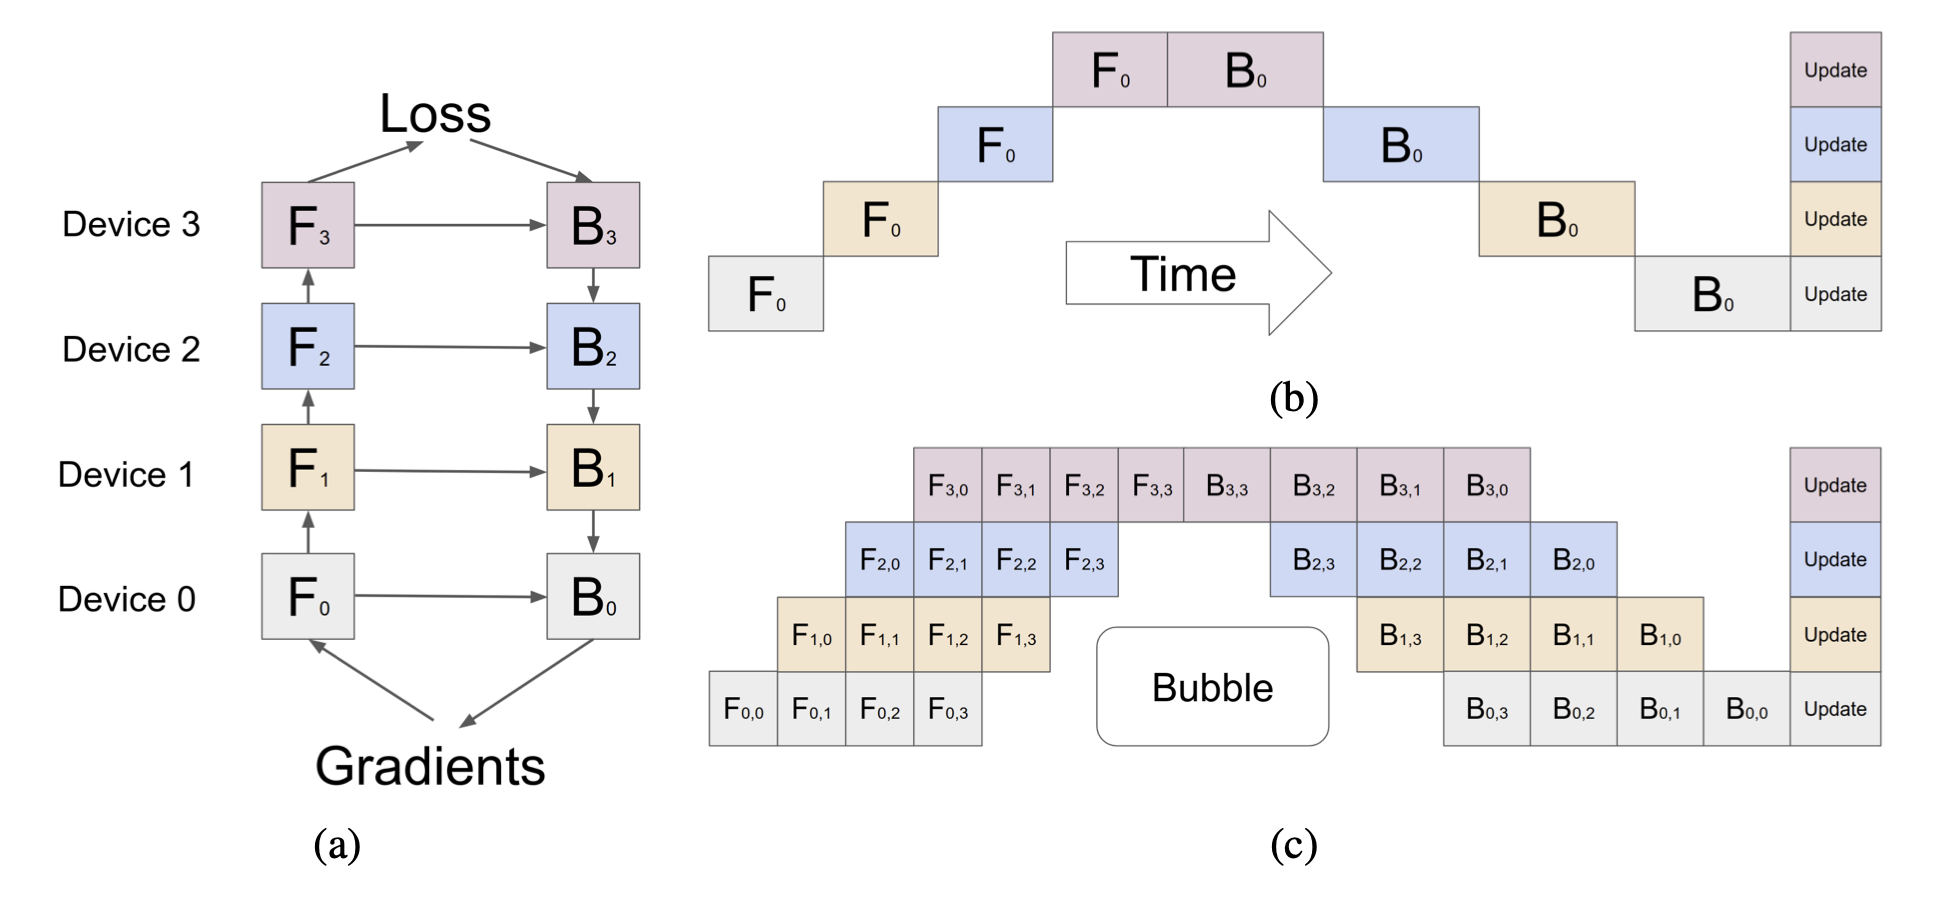 Loss
Device 3 F3 B3
Device 2 F2 B2
Device 1 F1 B1
Device 0 F0 B0
Gradients
(a)
F0 B0 Update
F0 B0 Update
F0 B0 Update
F0 B0 Update
Time
(b)
F3,0 F3,1 F3,2 F3,3 B3,3 B3,2 B3,1 B3,0 Update
F2,0 F2,1 F2,2 F2,3 B2,3 B2,2 B2,1 B2,0 Update
F1,0 F1,1 F1,2 F1,3 B1,3 B1,2 B1,1 B1,0 Update
F0,0 F0,1 F0,2 F0,3 B0,3 B0,2 B0,1 B0,0 Update
Bubble
(c)